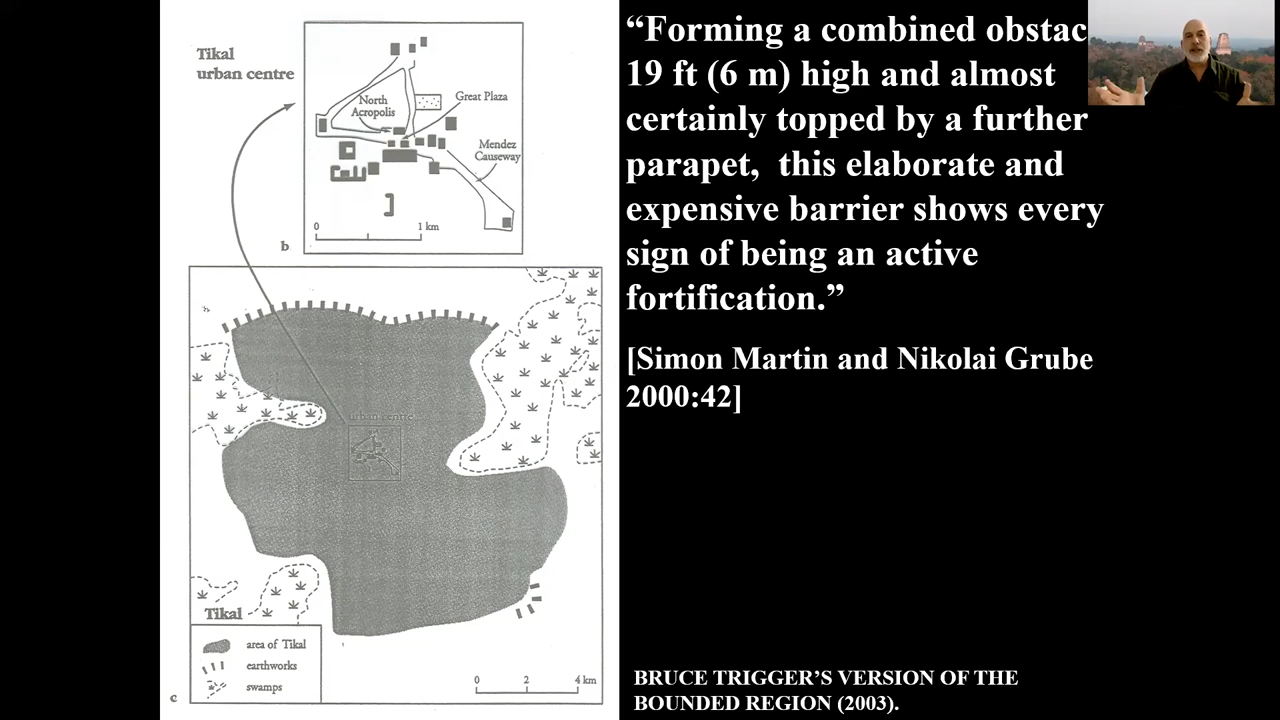 Tikal
urban centre
North
Acropolis
Great Plaza
Mendez
Causeway
0 1 km
b
urban centre
Tikal
area of Tikal
earthworks
swamps
0 2 4 km
c
“Forming a combined obstac
19 ft (6 m) high and almost
certainly topped by a further
parapet, this elaborate and
expensive barrier shows every
sign of being an active
fortification.”
[Simon Martin and Nikolai Grube
2000:42]
BRUCE TRIGGER’S VERSION OF THE
BOUNDED REGION (2003).